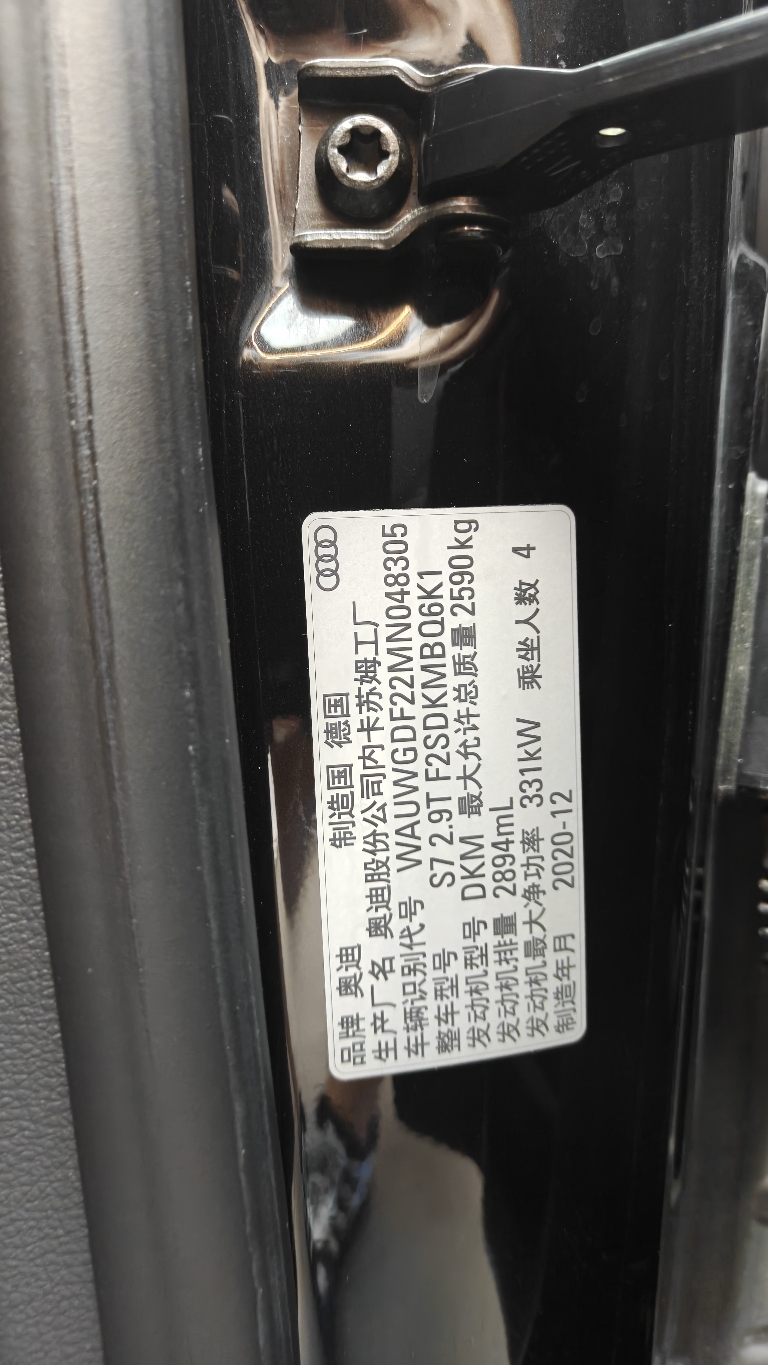 品牌 奥迪 制造国 德国
生产厂名 奥迪股份公司内卡苏姆工厂
车辆识别代号 WAUWGDF22MN048305
整车型号 S7 2.9T F2SDKMBQ6K1
发动机型号 DKM 最大允许总质量 2590kg
发动机排量 2894mL
发动机最大净功率 331kW 乘坐人数 4
制造年月 2020-12